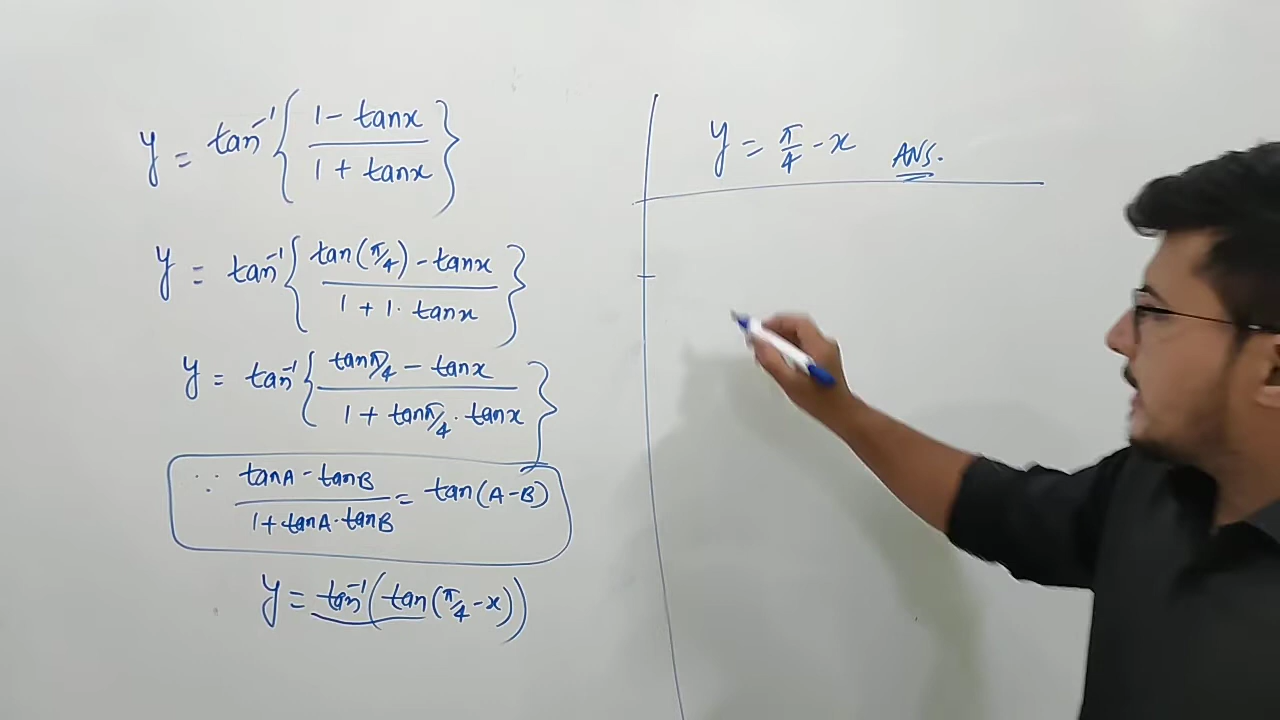 y = tan⁻¹ { (1 - tanx) / (1 + tanx) }
y = tan⁻¹ { (tan(π/4) - tanx) / (1 + 1· tanx) }
y = tan⁻¹ { (tanπ/4 - tanx) / (1 + tanπ/4 · tanx) }
∵ (tanA - tanB) / (1 + tanA·tanB) = tan(A-B)
y = tan⁻¹(tan(π/4 - x))
y = π/4 - x ANS.